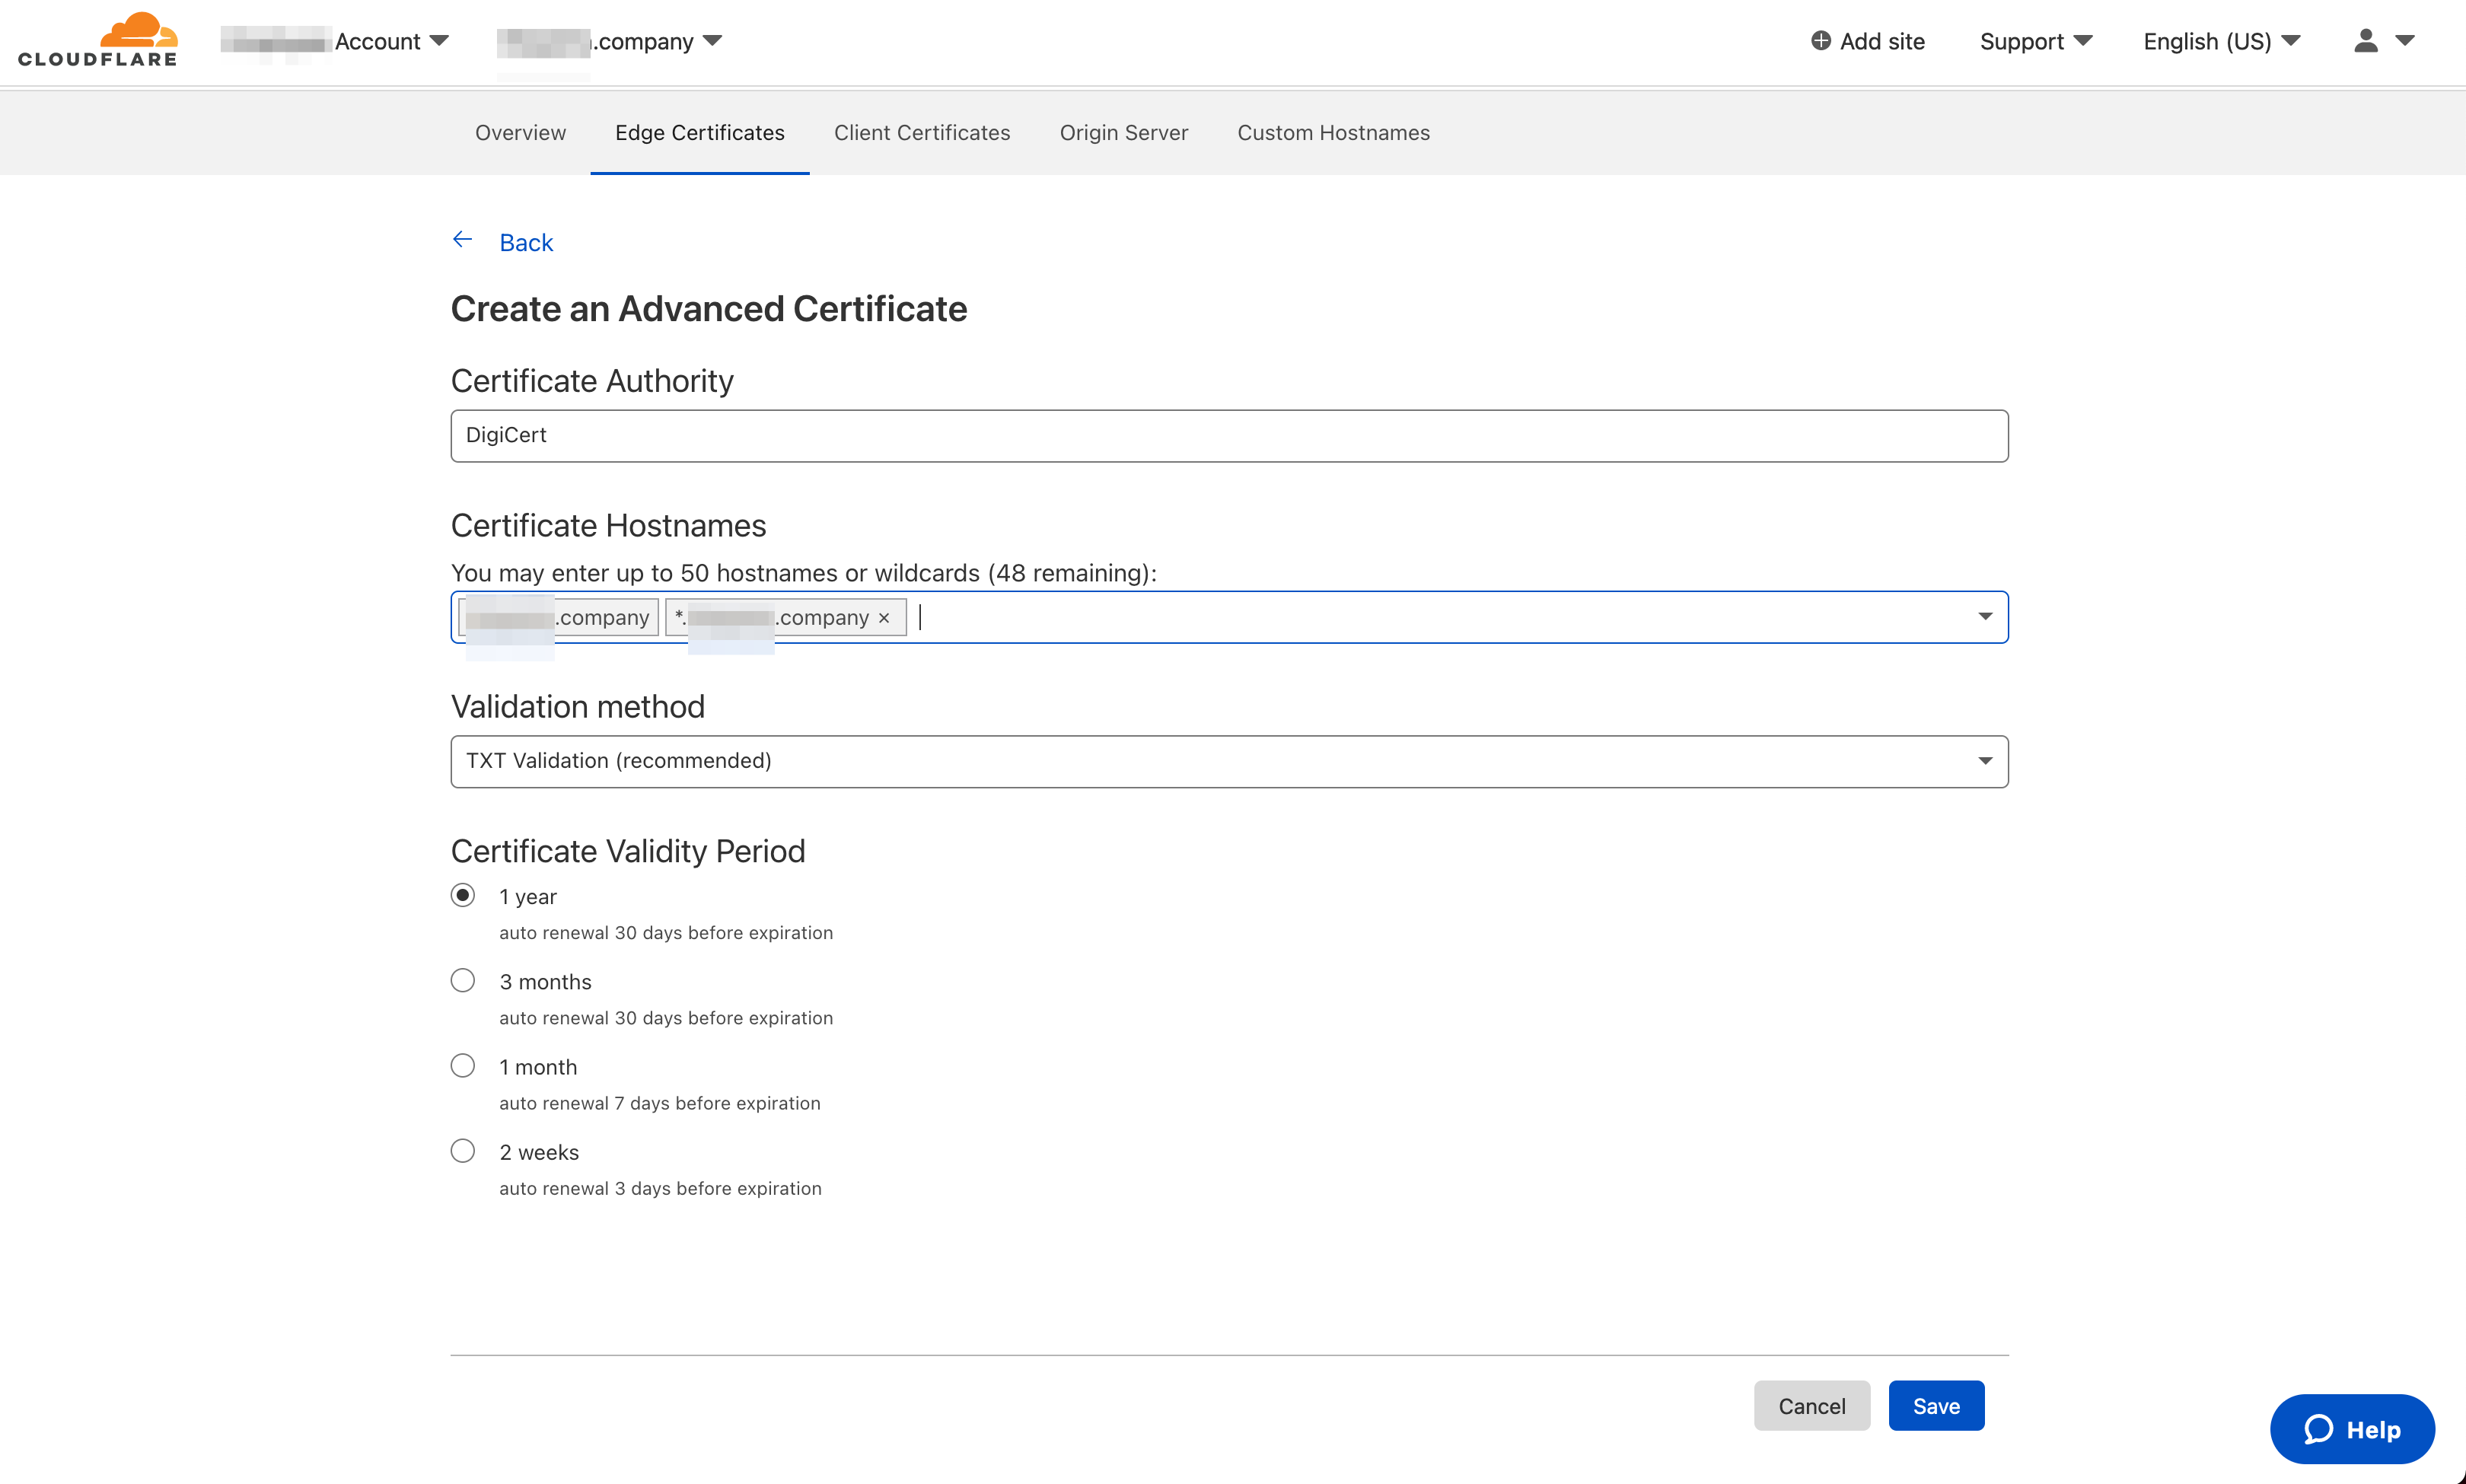 CLOUDFLARE Account .company Add site Support English (US)
Overview Edge Certificates Client Certificates Origin Server Custom Hostnames
← Back
Create an Advanced Certificate
Certificate Authority
DigiCert
Certificate Hostnames
You may enter up to 50 hostnames or wildcards (48 remaining):
.company *. .company ×
Validation method
TXT Validation (recommended)
Certificate Validity Period
1 year
auto renewal 30 days before expiration
3 months
auto renewal 30 days before expiration
1 month
auto renewal 7 days before expiration
2 weeks
auto renewal 3 days before expiration
Cancel Save
Help